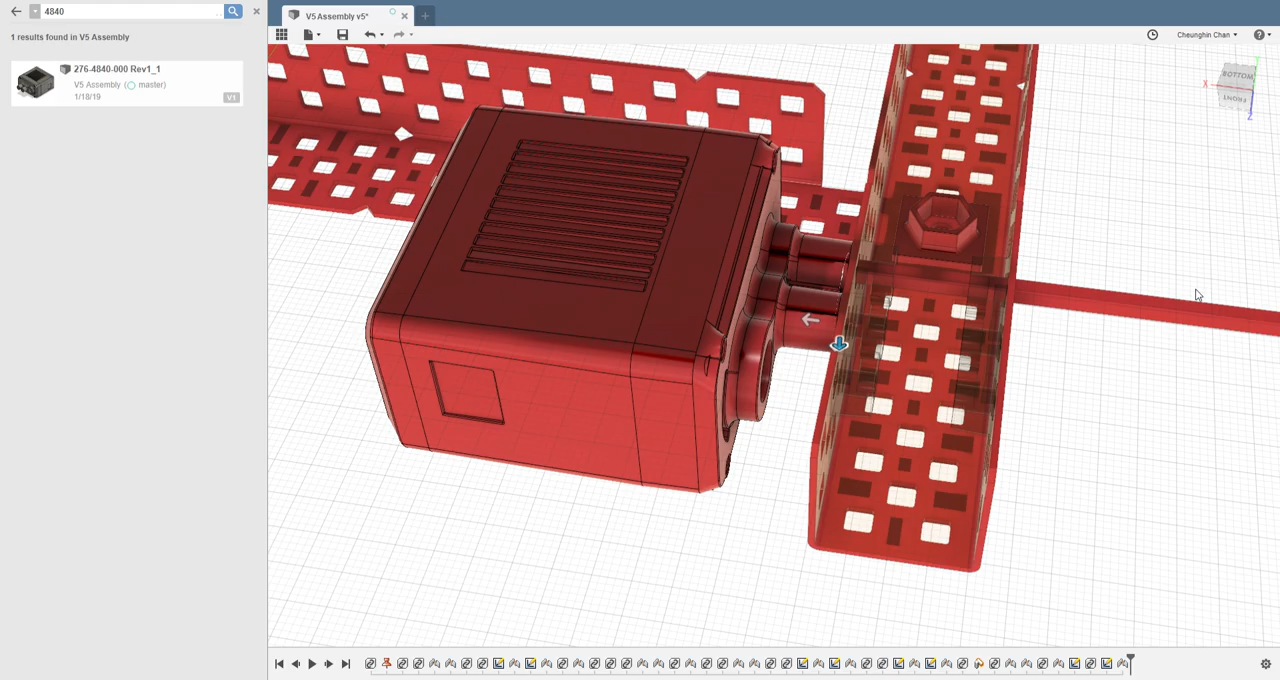 4840
V5 Assembly v5*
1 results found in V5 Assembly
Cheunghin Chan
276-4840-000 Rev1_1
V5 Assembly (master)
1/18/19
V1
BOTTOM
FRONT
X
Y
Z